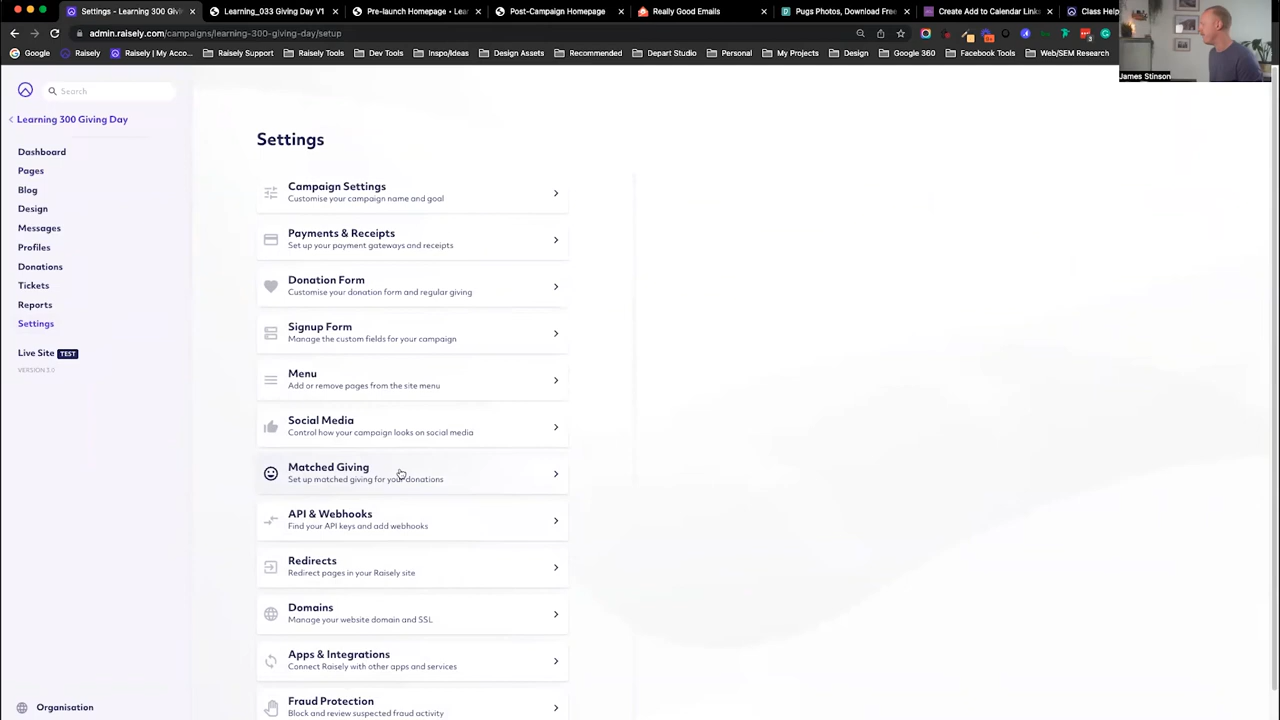 Settings - Learning 300 Givin
Learning_033 Giving Day V1
Pre-launch Homepage - Lear
Post-Campaign Homepage
Really Good Emails
Pugs Photos, Download Free
Create Add to Calendar Links
Class Help
admin.raisely.com/campaigns/learning-300-giving-day/setup
Google
Raisely
Raisely | My Acco...
Raisely Support
Raisely Tools
Dev Tools
Inspo/Ideas
Design Assets
Recommended
Depart Studio
Personal
My Projects
Design
Google 360
Facebook Tools
Web/SEM Research
James Stinson
Search
Learning 300 Giving Day
Dashboard
Pages
Blog
Design
Messages
Profiles
Donations
Tickets
Reports
Settings
Live Site TEST
VERSION 3.0
Organisation
Settings
Campaign Settings
Customise your campaign name and goal
Payments & Receipts
Set up your payment gateways and receipts
Donation Form
Customise your donation form and regular giving
Signup Form
Manage the custom fields for your campaign
Menu
Add or remove pages from the site menu
Social Media
Control how your campaign looks on social media
Matched Giving
Set up matched giving for your donations
API & Webhooks
Find your API keys and add webhooks
Redirects
Redirect pages in your Raisely site
Domains
Manage your website domain and SSL
Apps & Integrations
Connect Raisely with other apps and services
Fraud Protection
Block and review suspected fraud activity